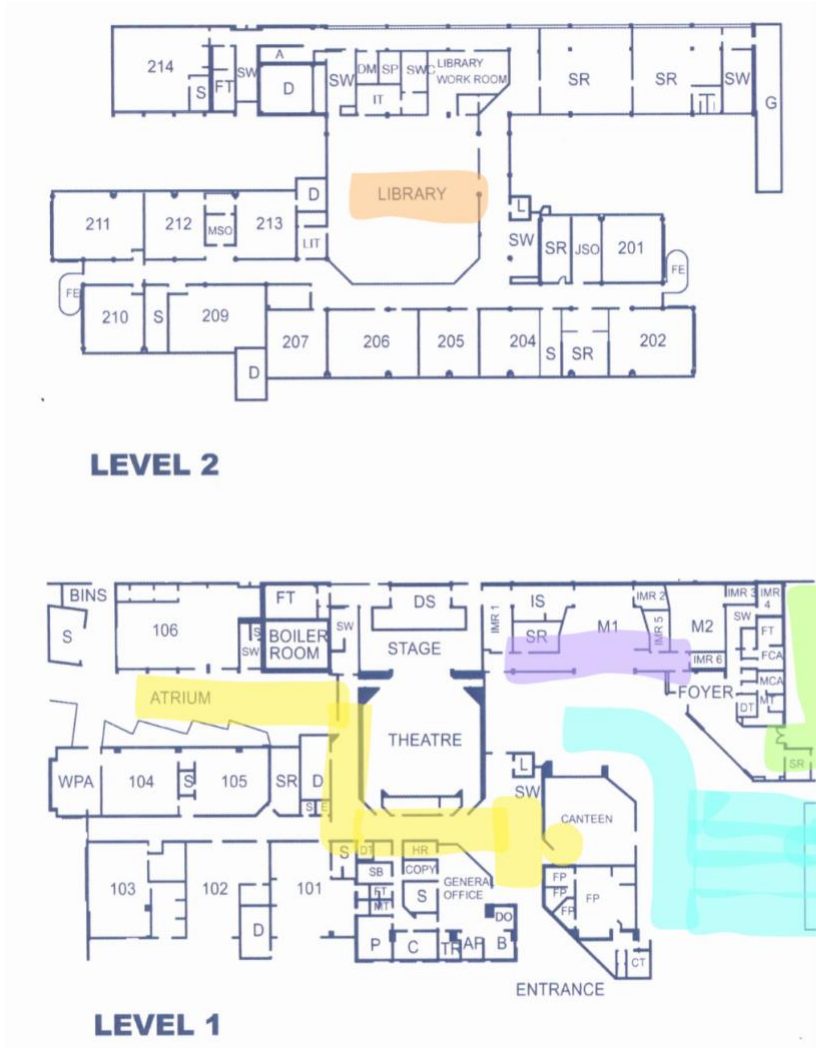 214
S
FT
SW
A
D
SW
DM
SP
SWC
IT
LIBRARY
WORK ROOM
SR
SR
SW
G
211
212
MSO
213
D
LIT
LIBRARY
L
SW
SR
JSO
201
FE
FE
210
S
209
D
207
206
205
204
S
SR
202
LEVEL 2
BINS
S
106
S
SW
FT
BOILER
ROOM
SW
DS
STAGE
IMR 1
IS
SR
M1
IMR 2
IMR 5
M2
IMR 6
IMR 3
IMR
4
SW
FT
FCA
MCA
MT
DT
SR
FOYER
ATRIUM
THEATRE
WPA
104
S
105
SR
D
S
E
L
SW
CANTEEN
103
102
D
101
S
DT
SB
FT
MT
HR
COPY
S
GENERAL
OFFICE
DO
P
C
TR
AP
B
FP
FP
FP
FP
CT
ENTRANCE
LEVEL 1